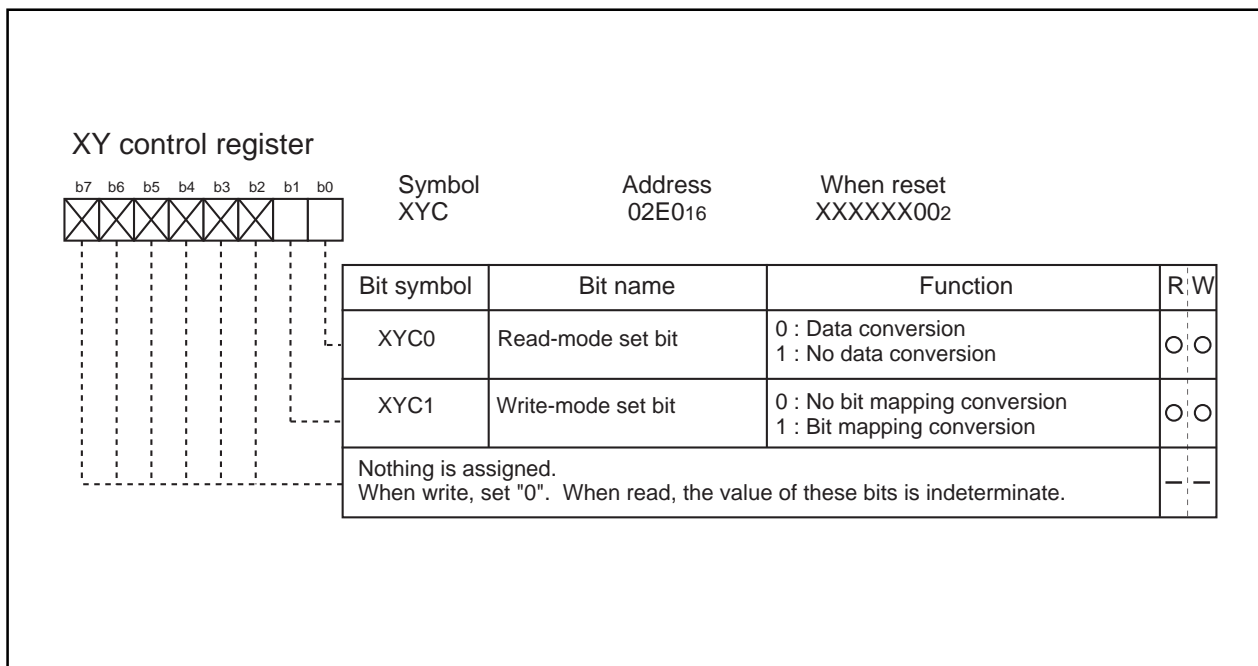 XY control register
b7 b6 b5 b4 b3 b2 b1 b0
Symbol Address When reset
XYC 02E016 XXXXXX002
Bit symbol Bit name Function R W
XYC0 Read-mode set bit 0 : Data conversion
1 : No data conversion
XYC1 Write-mode set bit 0 : No bit mapping conversion
1 : Bit mapping conversion
Nothing is assigned.
When write, set "0". When read, the value of these bits is indeterminate.